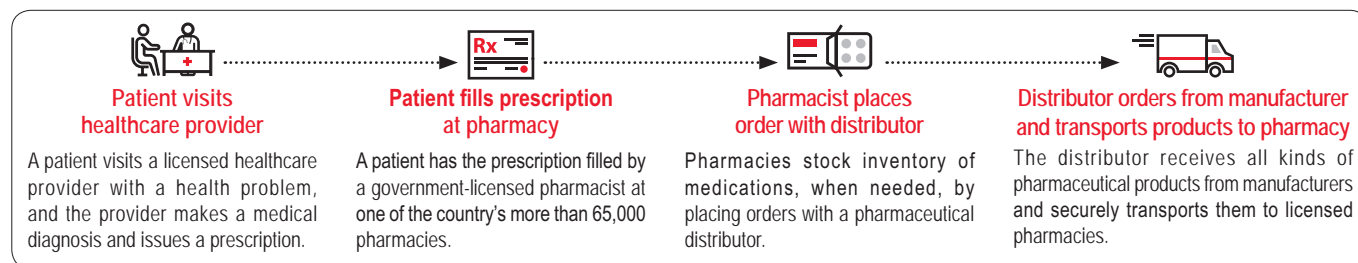 Rx
Patient visits
healthcare provider
A patient visits a licensed healthcare
provider with a health problem,
and the provider makes a medical
diagnosis and issues a prescription.
Patient fills prescription
at pharmacy
A patient has the prescription filled by
a government-licensed pharmacist at
one of the country's more than 65,000
pharmacies.
Pharmacist places
order with distributor
Pharmacies stock inventory of
medications, when needed, by
placing orders with a pharmaceutical
distributor.
Distributor orders from manufacturer
and transports products to pharmacy
The distributor receives all kinds of
pharmaceutical products from manufacturers
and securely transports them to licensed
pharmacies.